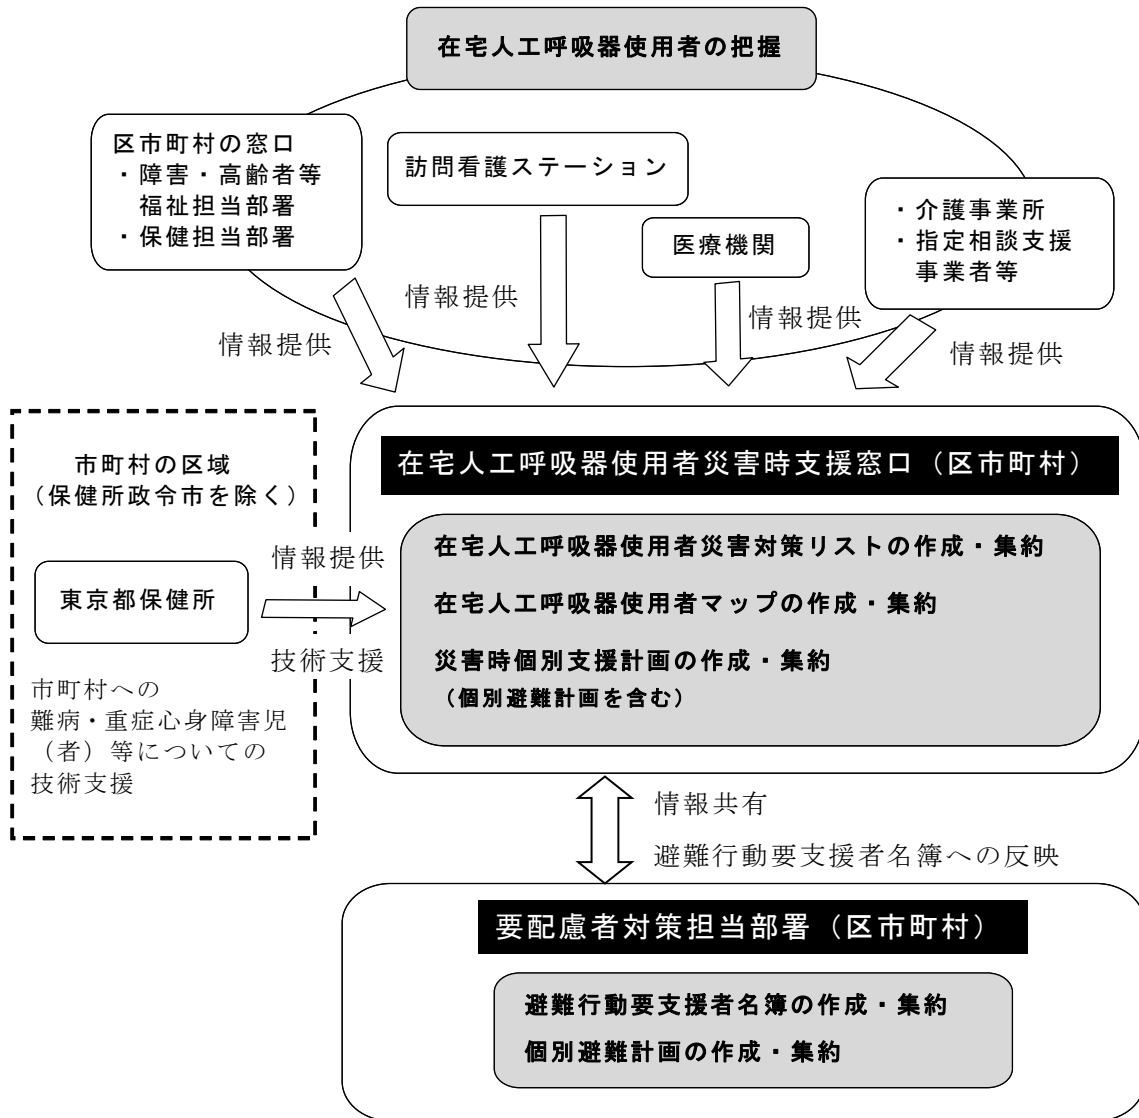 在宅人工呼吸器使用者の把握
区市町村の窓口
・障害・高齢者等
福祉担当部署
・保健担当部署
訪問看護ステーション
医療機関
・介護事業所
・指定相談支援
事業者等
情報提供
情報提供
情報提供
情報提供
市町村の区域
（保健所政令市を除く）
東京都保健所
市町村への
難病・重症心身障害児
（者）等についての
技術支援
情報提供
技術支援
在宅人工呼吸器使用者災害時支援窓口（区市町村）
在宅人工呼吸器使用者災害対策リストの作成・集約
在宅人工呼吸器使用者マップの作成・集約
災害時個別支援計画の作成・集約
（個別避難計画を含む）
情報共有
避難行動要支援者名簿への反映
要配慮者対策担当部署（区市町村）
避難行動要支援者名簿の作成・集約
個別避難計画の作成・集約